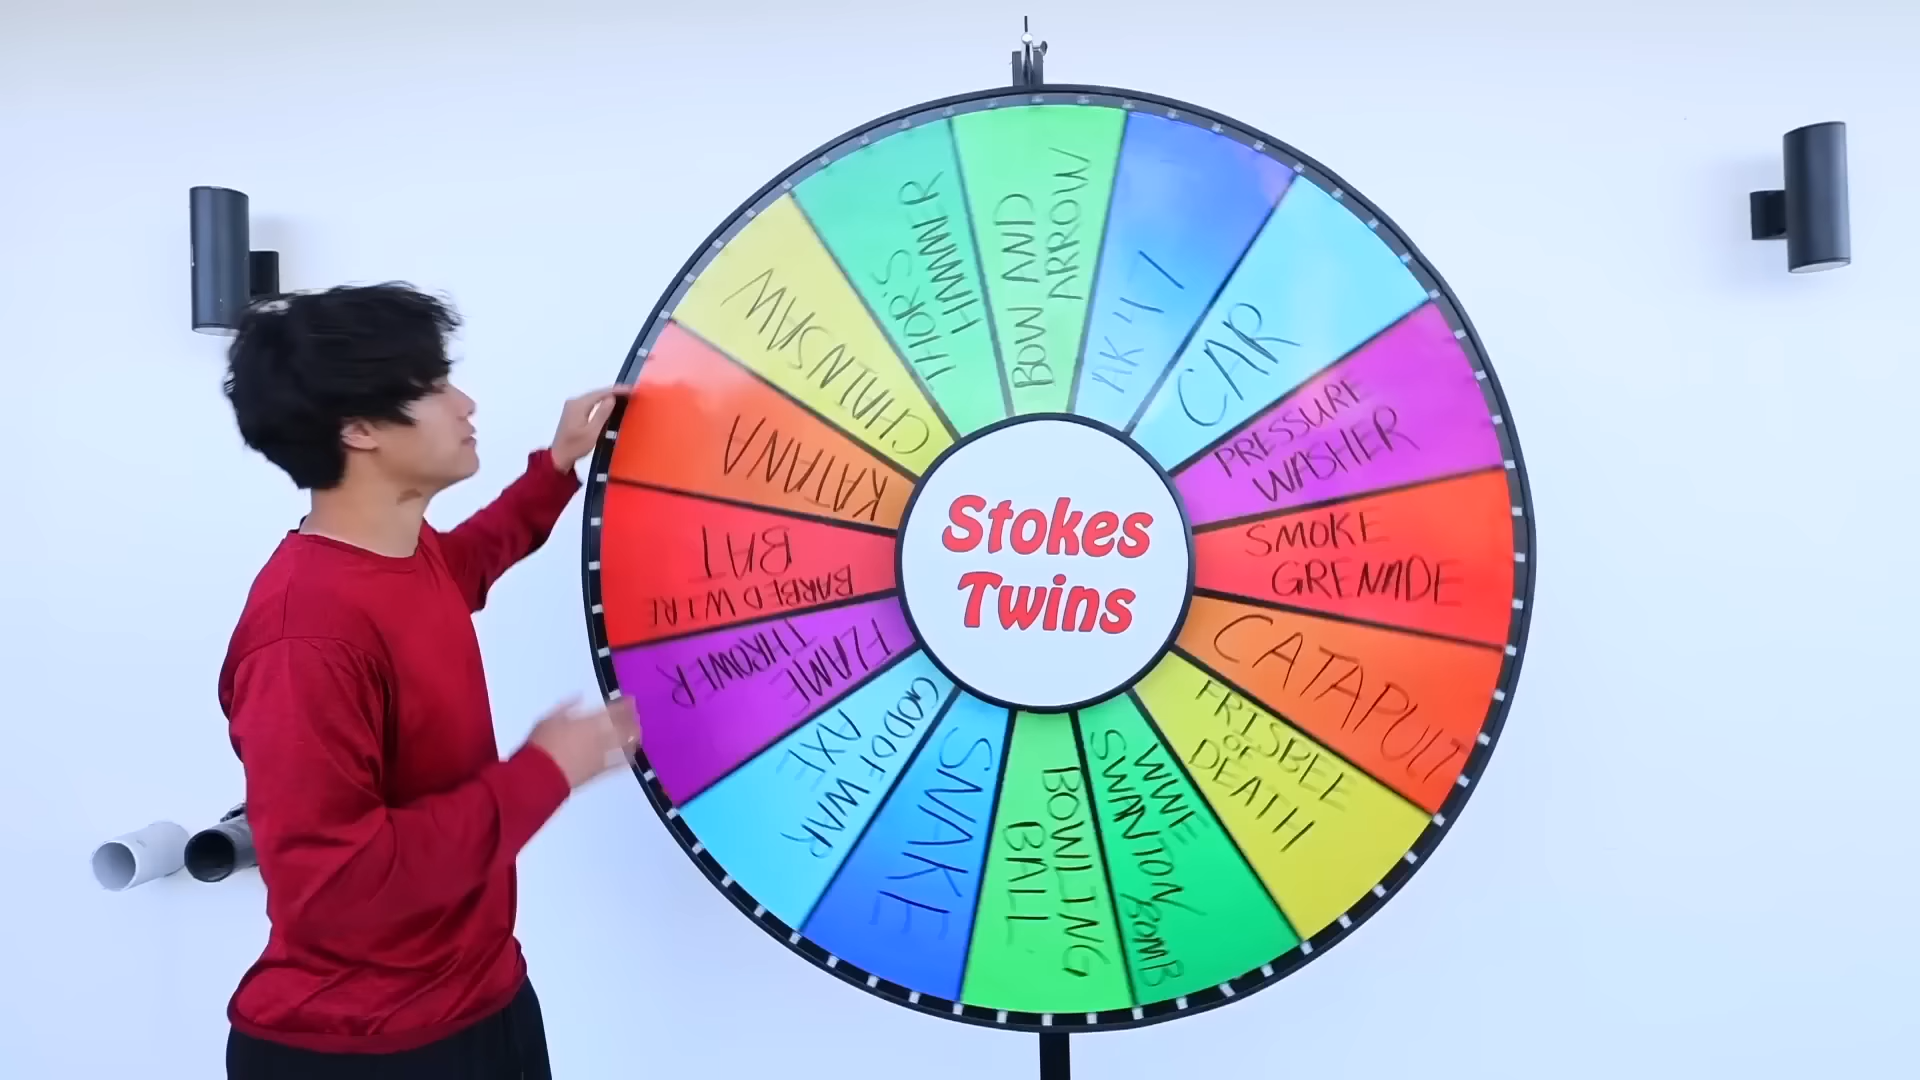 Stokes
Twins
BOW AND
ARROW
AK 47
CAR
PRESSURE
WASHER
SMOKE
GRENADE
CATAPULT
FRISBEE
OF
DEATH
WWE
SWANTON BOMB
BOWLING
BALL
SNAKE
GOD OF WAR
AXE
FLAME
THROWER
BARBED WIRE
BAT
KATANA
CHAINSAW
THOR'S
HAMMER